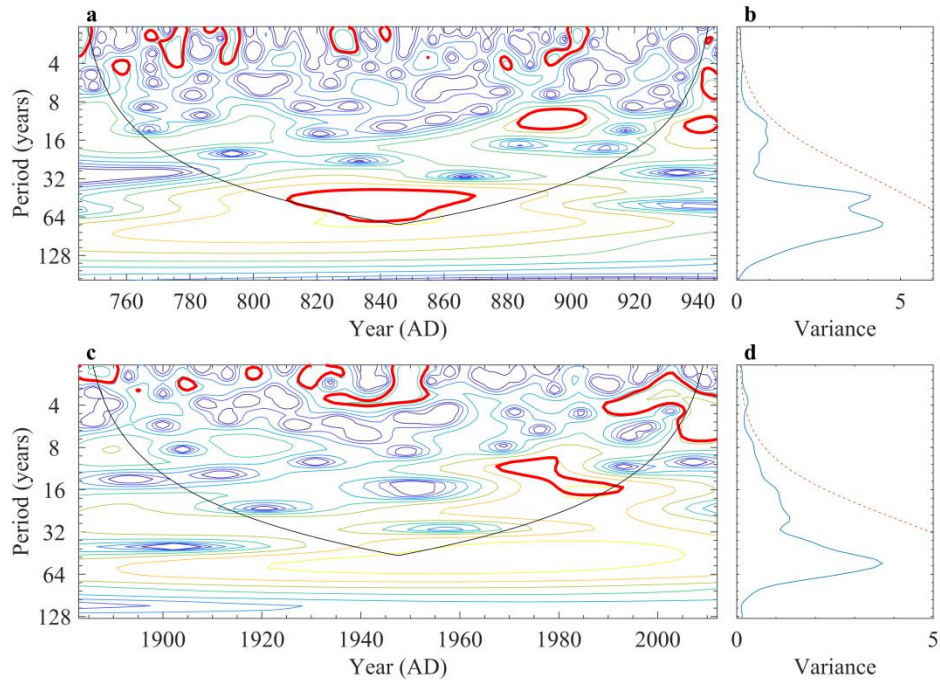 a
b
4
8
16
32
64
128
Period (years)
760 780 800 820 840 860 880 900 920 940
Year (AD)
0 5
Variance
c
d
4
8
16
32
64
128
Period (years)
1900 1920 1940 1960 1980 2000
Year (AD)
0 5
Variance